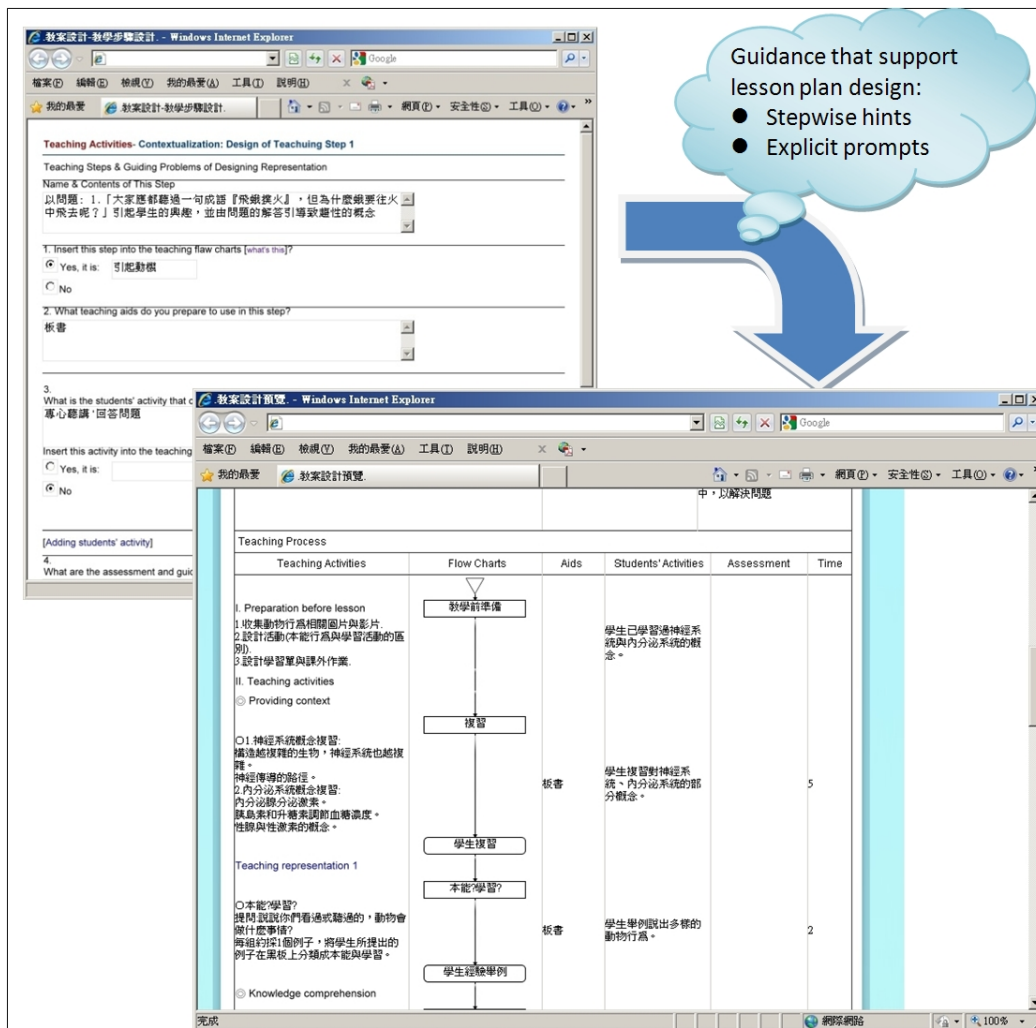 教案設計-教學步驟設計. - Windows Internet Explorer
Google
檔案(F) 編輯(E) 檢視(V) 我的最愛(A) 工具(T) 說明(H)
我的最愛 教案設計-教學步驟設計.
網頁(P) 安全性(S) 工具(O)
Teaching Activities- Contextualization: Design of Teachuing Step 1
Teaching Steps & Guiding Problems of Designing Representation
Name & Contents of This Step
以問題: 1.「大家應都聽過一句成語『飛蛾撲火』，但為什麼蛾要往火
中飛去呢？」引起學生的興趣，並由問題的解答引導致趨性的概念
1. Insert this step into the teaching flaw charts [what's this]?
Yes, it is: 引起動機
No
2. What teaching aids do you prepare to use in this step?
板書
3.
What is the students' activity that c
專心聽講,回答問題
Insert this activity into the teaching
Yes, it is:
No
[Adding students' activity]
4.
What are the assessment and guid
Guidance that support
lesson plan design:
● Stepwise hints
● Explicit prompts
教案設計預覽. - Windows Internet Explorer
Google
檔案(F) 編輯(E) 檢視(V) 我的最愛(A) 工具(T) 說明(H)
我的最愛 教案設計預覽.
網頁(P) 安全性(S) 工具(O)
中，以解決問題
Teaching Process
Teaching Activities Flow Charts Aids Students' Activities Assessment Time
I. Preparation before lesson
1.收集動物行為相關圖片與影片.
2.設計活動(本能行為與學習活動的區
別).
3.設計學習單與課外作業.
教學前準備
學生已學習過神經系
統與內分泌系統的概
念。
II. Teaching activities
◎ Providing context
複習
○1.神經系統概念複習:
構造越複雜的生物，神經系統也越複
雜。
神經傳導的路徑。
2.內分泌系統概念複習:
內分泌腺分泌激素。
胰島素和升糖素調節血糖濃度。
性腺與性激素的概念。
板書
學生複習對神經系
統、內分泌系統的部
分概念。
5
學生複習
Teaching representation 1
本能?學習?
○本能?學習?
提問:說說你們看過或聽過的，動物會
做什麼事情?
每組約採1個例子，將學生所提出的
例子在黑板上分類成本能與學習。
板書
學生舉例說出多樣的
動物行為。
2
學生經驗舉例
◎ Knowledge comprehension
完成
網際網路
100%